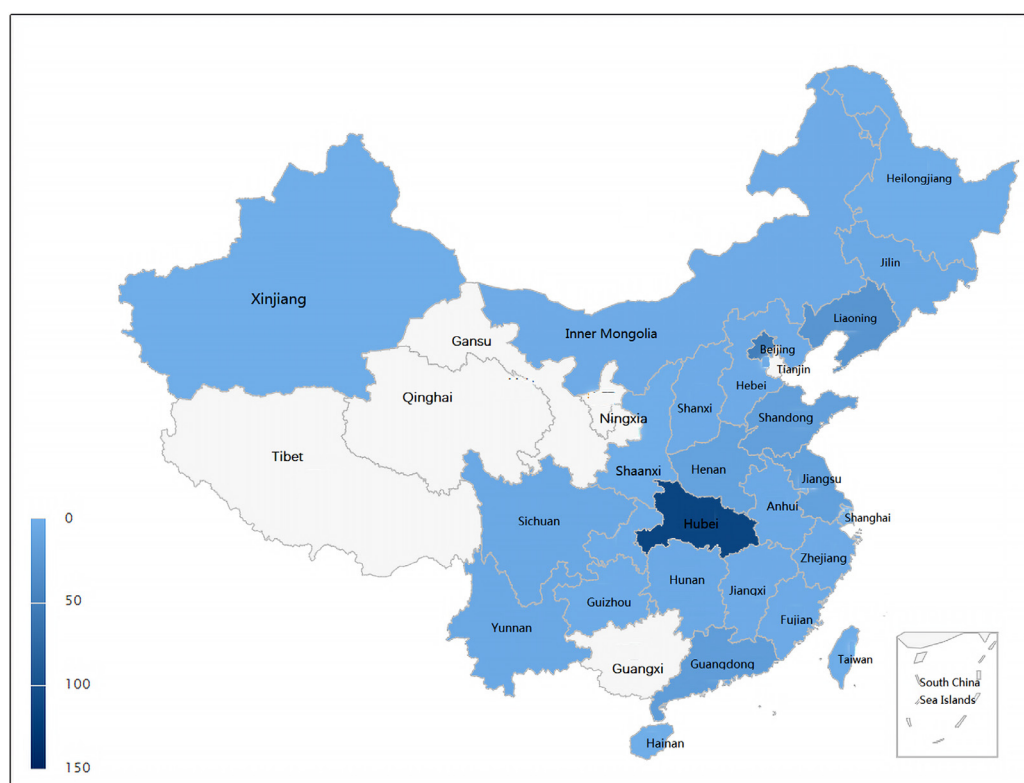 Heilongjiang
Jilin
Xinjiang
Liaoning
Inner Mongolia
Gansu
Beijing
Tianjin
Hebei
Qinghai
Shanxi
Ningxia
Shandong
Tibet
Shaanxi
Henan
Jiangsu
Anhui
Shanghai
Sichuan
Hubei
Zhejiang
Hunan
Jiangxi
Guizhou
Fujian
Yunnan
Guangxi
Guangdong
Taiwan
Hainan
South China
Sea Islands
0
50
100
150